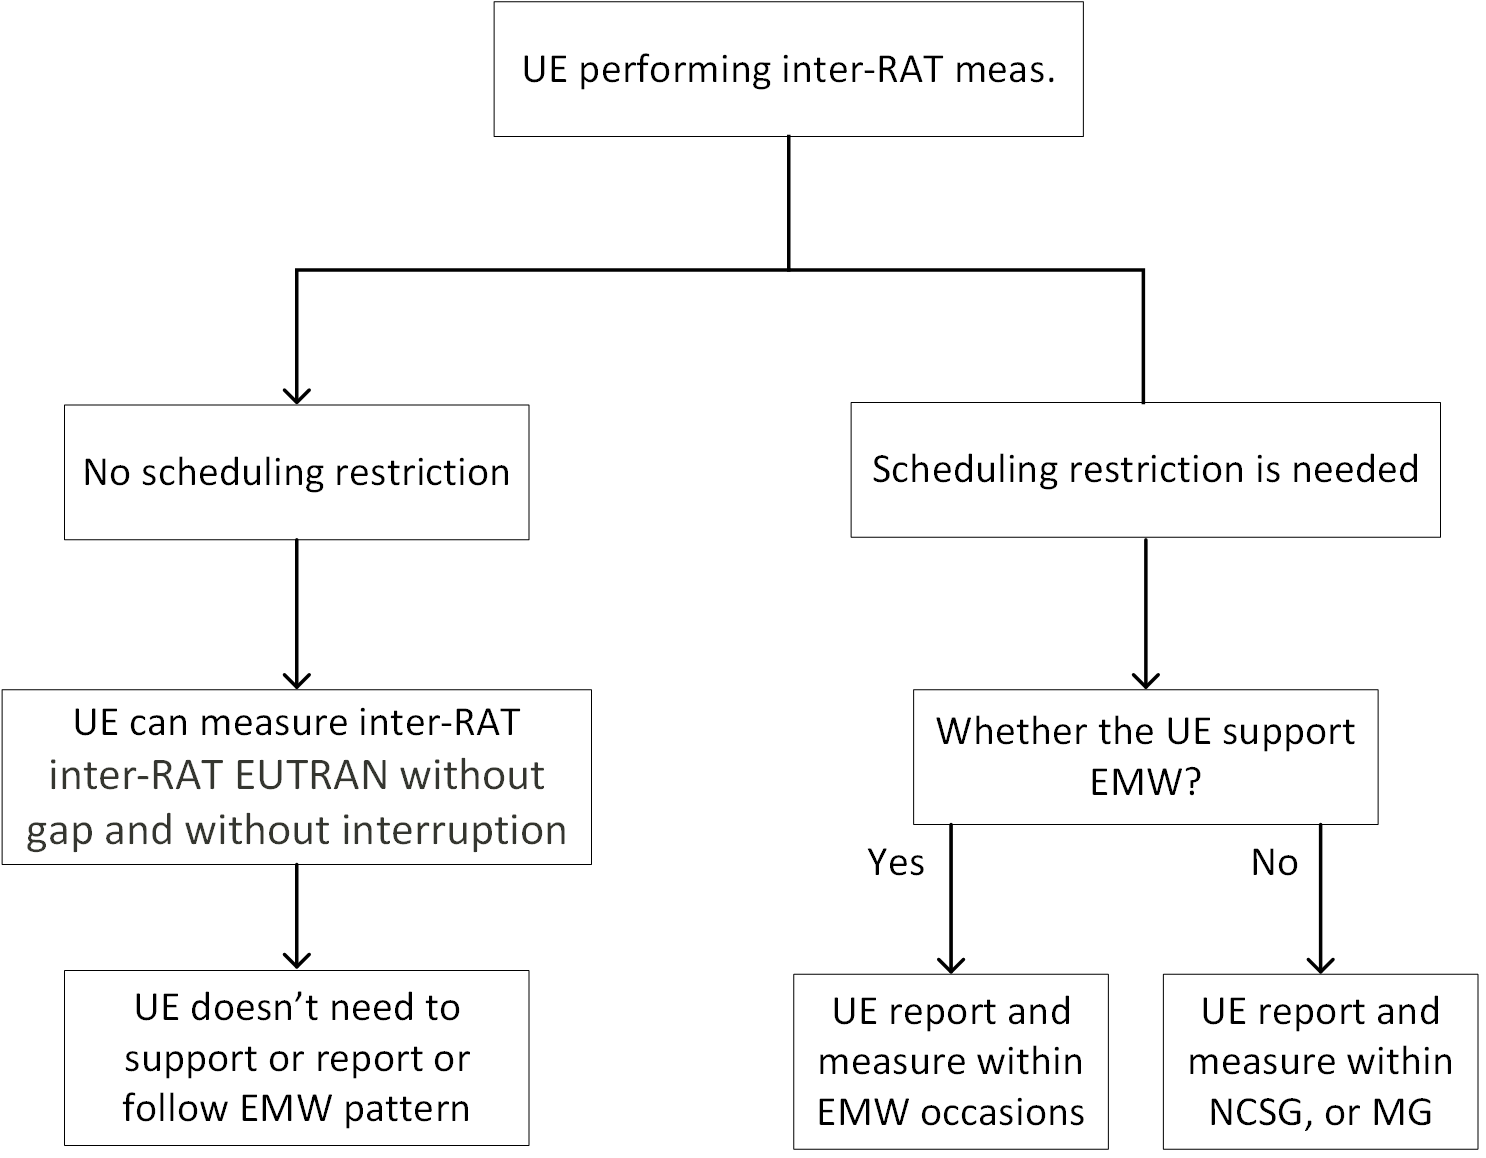 UE performing inter-RAT meas.
No scheduling restriction
Scheduling restriction is needed
UE can measure inter-RAT
inter-RAT EUTRAN without
gap and without interruption
Whether the UE support
EMW?
Yes
No
UE doesn’t need to
support or report or
follow EMW pattern
UE report and
measure within
EMW occasions
UE report and
measure within
NCSG, or MG